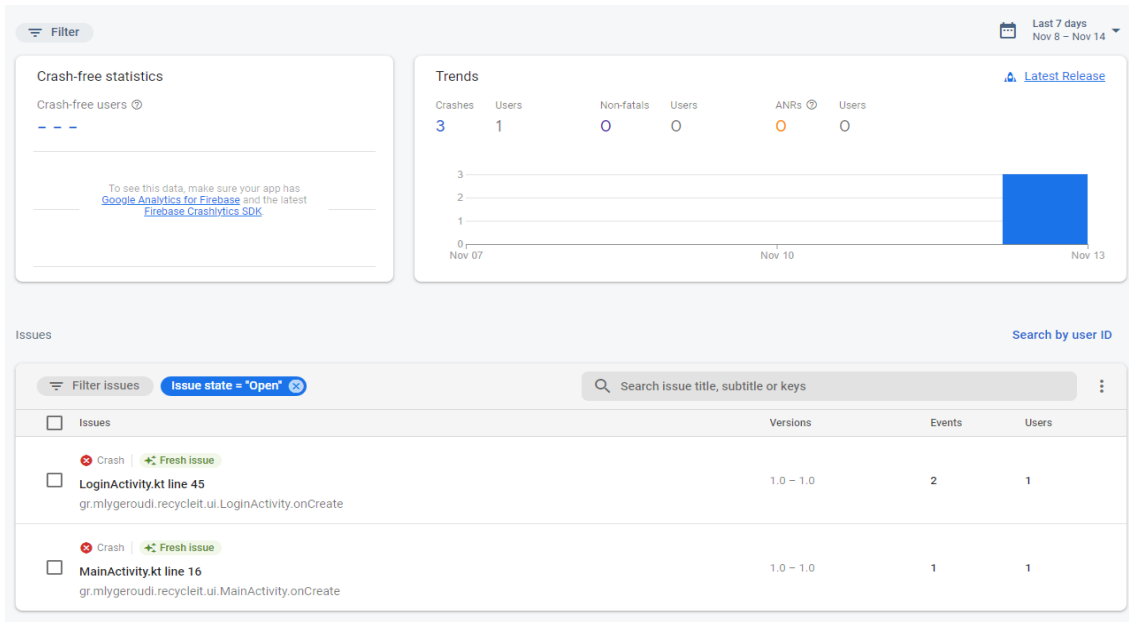 Filter
Last 7 days
Nov 8 – Nov 14
Crash-free statistics
Crash-free users
– – –
To see this data, make sure your app has
Google Analytics for Firebase and the latest
Firebase Crashlytics SDK.
Trends
Latest Release
Crashes Users Non-fatals Users ANRs Users
3 1 0 0 0 0
3
2
1
0
Nov 07 Nov 10 Nov 13
Issues
Search by user ID
Filter issues
Issue state = "Open"
Search issue title, subtitle or keys
Issues Versions Events Users
Crash Fresh issue
LoginActivity.kt line 45 1.0 – 1.0 2 1
gr.mlygeroudi.recycleit.ui.LoginActivity.onCreate
Crash Fresh issue
MainActivity.kt line 16 1.0 – 1.0 1 1
gr.mlygeroudi.recycleit.ui.MainActivity.onCreate